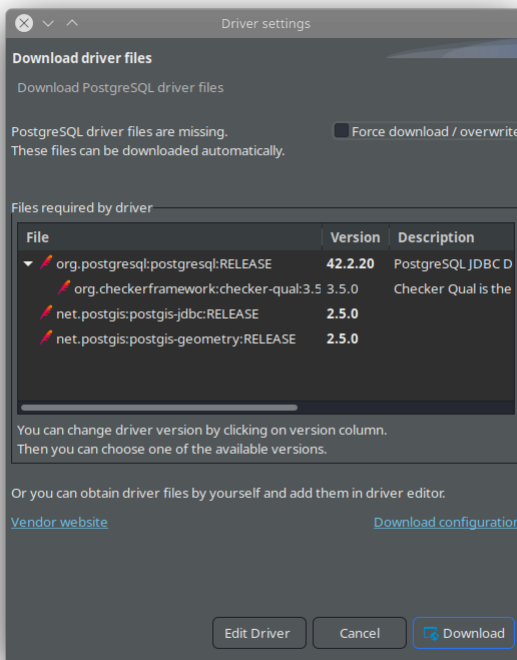 Driver settings
Download driver files
Download PostgreSQL driver files
PostgreSQL driver files are missing.
Force download / overwrite
These files can be downloaded automatically.
Files required by driver
File Version Description
org.postgresql:postgresql:RELEASE 42.2.20 PostgreSQL JDBC D
org.checkerframework:checker-qual:3.5 3.5.0 Checker Qual is the
net.postgis:postgis-jdbc:RELEASE 2.5.0
net.postgis:postgis-geometry:RELEASE 2.5.0
You can change driver version by clicking on version column.
Then you can choose one of the available versions.
Or you can obtain driver files by yourself and add them in driver editor.
Vendor website Download configuration
Edit Driver Cancel Download